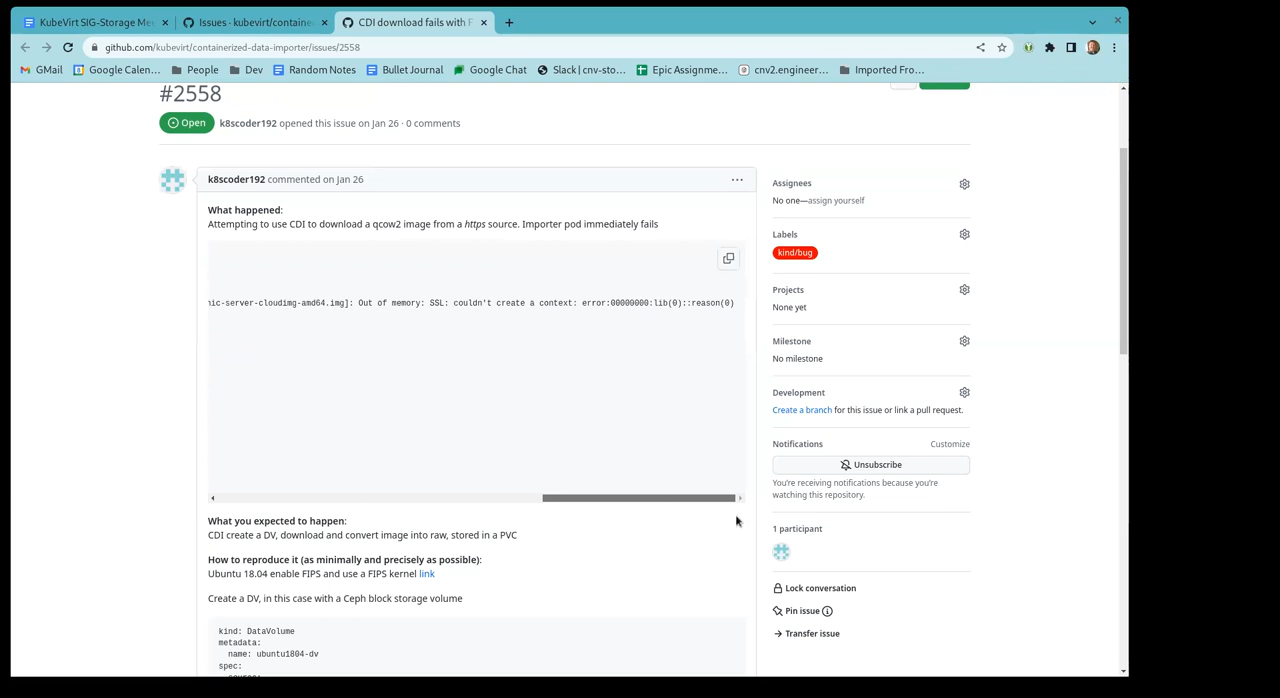 KubeVirt SIG-Storage Me
Issues · kubevirt/containe
CDI download fails with F
github.com/kubevirt/containerized-data-importer/issues/2558
GMail
Google Calen…
People
Dev
Random Notes
Bullet Journal
Google Chat
Slack | cnv-sto…
Epic Assignme…
cnv2.engineer…
Imported Fro…
#2558
Open
k8scoder192 opened this issue on Jan 26 · 0 comments
k8scoder192 commented on Jan 26
What happened:
Attempting to use CDI to download a qcow2 image from a https source. Importer pod immediately fails
nic-server-cloudimg-amd64.img]: Out of memory: SSL: couldn't create a context: error:00000000:lib(0)::reason(0)
What you expected to happen:
CDI create a DV, download and convert image into raw, stored in a PVC
How to reproduce it (as minimally and precisely as possible):
Ubuntu 18.04 enable FIPS and use a FIPS kernel link
Create a DV, in this case with a Ceph block storage volume
kind: DataVolume
metadata:
name: ubuntu1804-dv
spec:
Assignees
No one—assign yourself
Labels
kind/bug
Projects
None yet
Milestone
No milestone
Development
Create a branch for this issue or link a pull request.
Notifications
Customize
Unsubscribe
You're receiving notifications because you're
watching this repository.
1 participant
Lock conversation
Pin issue
Transfer issue